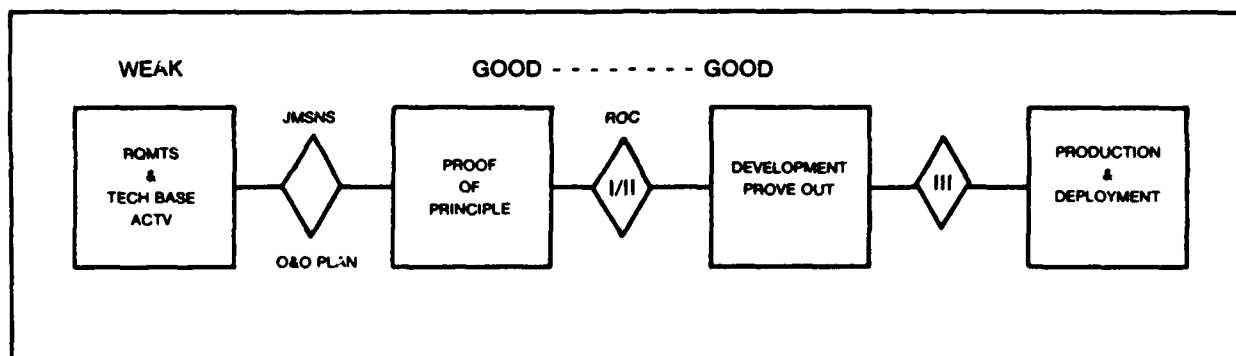 WEAK
GOOD - - - - - - - - GOOD
RQMTS
&
TECH BASE
ACTV
JMSNS
O&O PLAN
PROOF
OF
PRINCIPLE
ROC
I/II
DEVELOPMENT
PROVE OUT
III
PRODUCTION
&
DEPLOYMENT